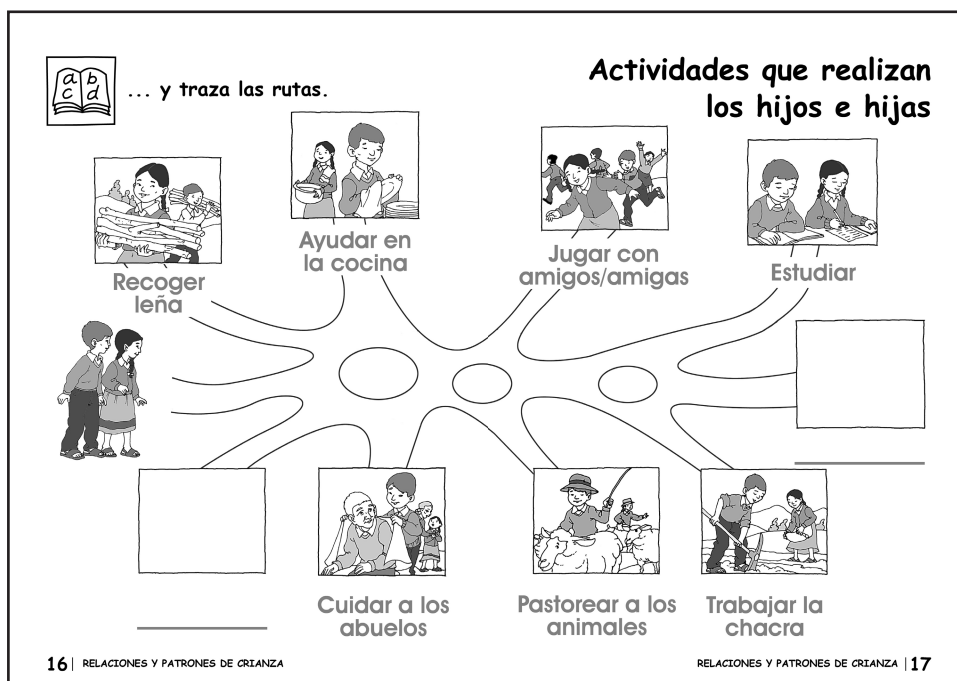 a b
c d
... y traza las rutas.
Actividades que realizan
los hijos e hijas
Recoger
leña
Ayudar en
la cocina
Jugar con
amigos/amigas
Estudiar
Cuidar a los
abuelos
Pastorear a los
animales
Trabajar la
chacra
16 | RELACIONES Y PATRONES DE CRIANZA
RELACIONES Y PATRONES DE CRIANZA | 17